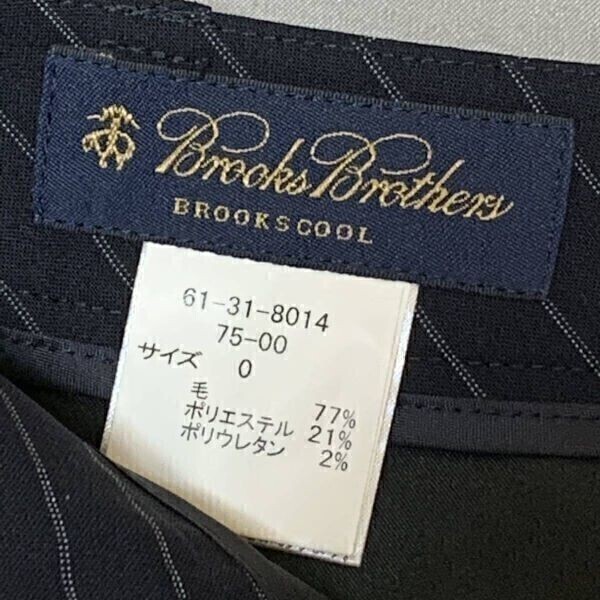 Brooks Brothers
BROOKSCOOL
61-31-8014
75-00
サイズ 0
毛 77%
ポリエステル 21%
ポリウレタン 2%